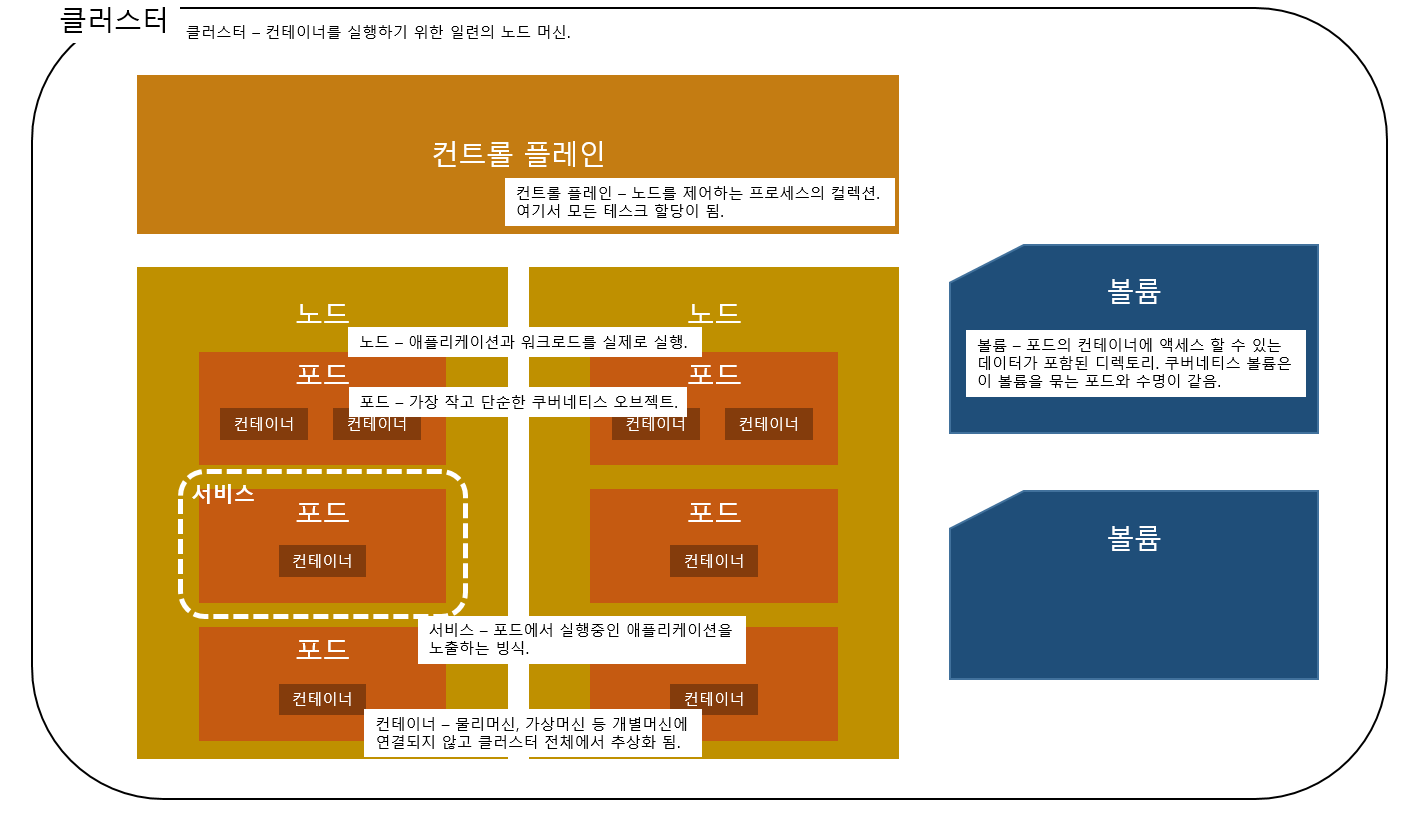 클러스터
클러스터 – 컨테이너를 실행하기 위한 일련의 노드 머신.
컨트롤 플레인
컨트롤 플레인 – 노드를 제어하는 프로세스의 컬렉션.
여기서 모든 테스크 할당이 됨.
노드
노드
노드 – 애플리케이션과 워크로드를 실제로 실행.
포드
포드
포드 – 가장 작고 단순한 쿠버네티스 오브젝트.
컨테이너
컨테이너
컨테이너
컨테이너
서비스
포드
포드
컨테이너
컨테이너
서비스 – 포드에서 실행중인 애플리케이션을
노출하는 빙식.
포드
컨테이너
컨테이너
컨테이너 – 물리머신, 가상머신 등 개별머신에
연결되지 않고 클러스터 전체에서 추상화 됨.
볼륨
볼륨 – 포드의 컨테이너에 액세스 할 수 있는
데이터가 포함된 디렉토리. 쿠버네티스 볼륨은
이 볼륨을 묶는 포드와 수명이 같음.
볼륨